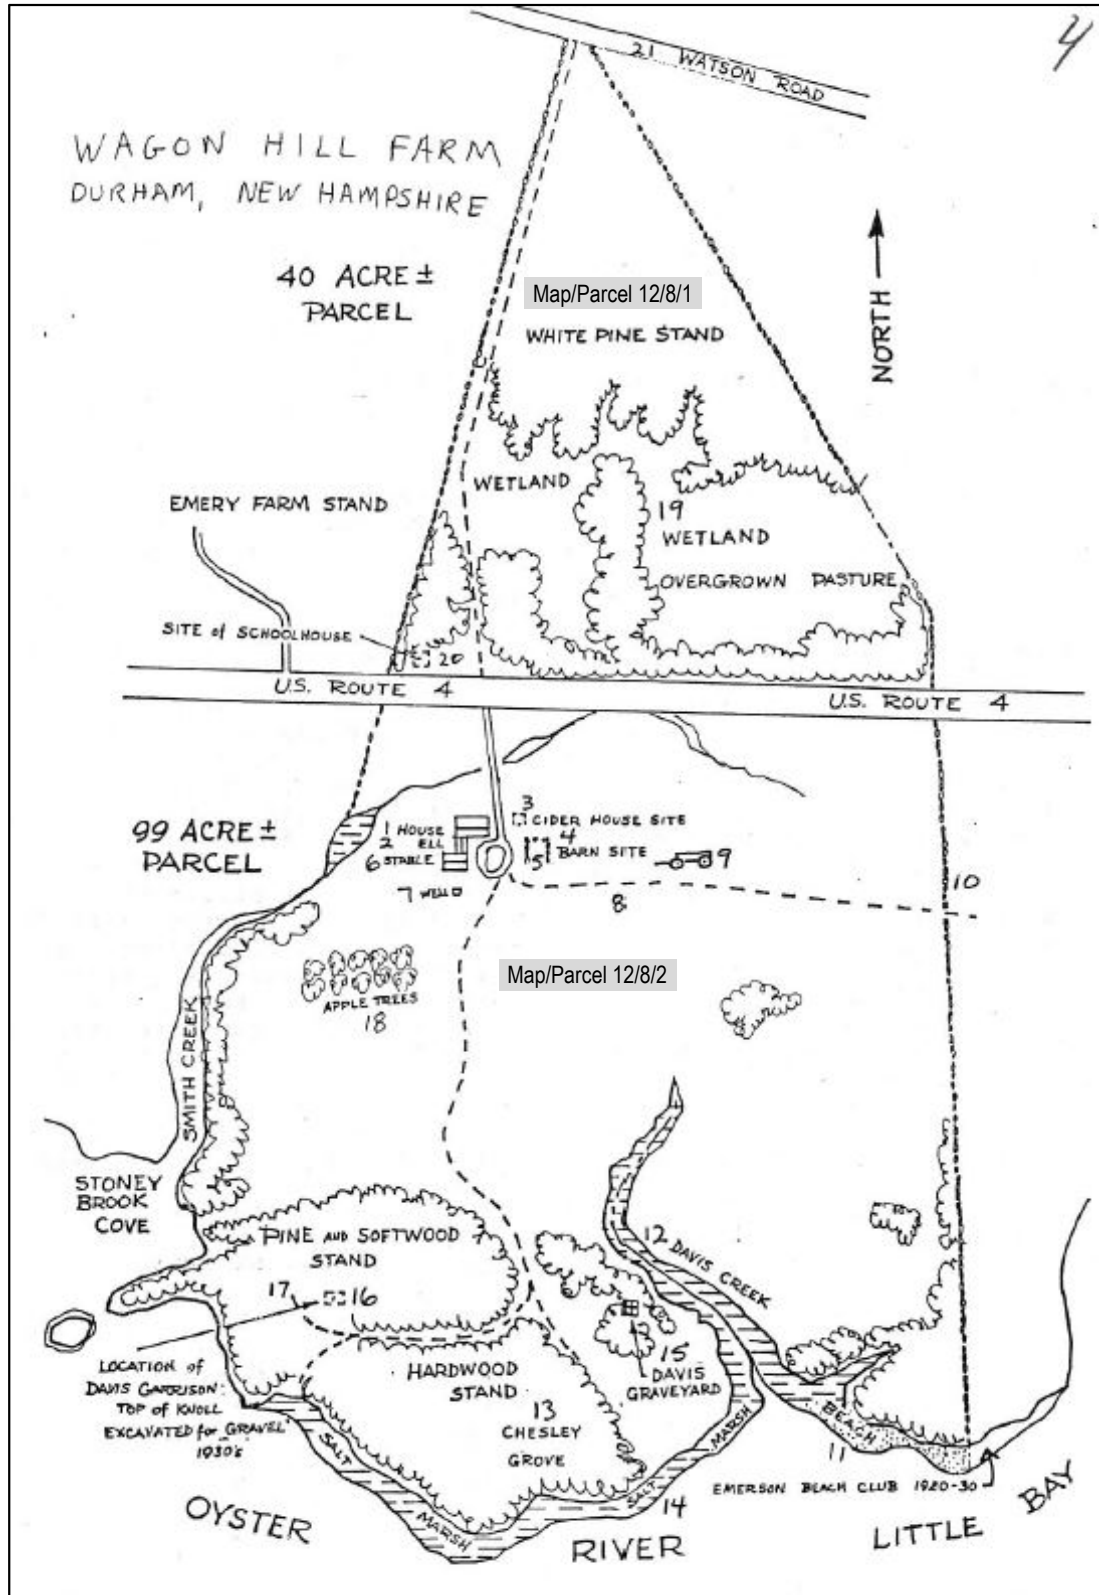 4
21 WATSON ROAD
WAGON HILL FARM
DURHAM, NEW HAMPSHIRE
40 ACRE ±
PARCEL
Map/Parcel 12/8/1
WHITE PINE STAND
NORTH
WETLAND
EMERY FARM STAND
19
WETLAND
OVERGROWN PASTURE
SITE of SCHOOLHOUSE
20
U.S. ROUTE 4
U.S. ROUTE 4
99 ACRE ±
PARCEL
1 HOUSE
2 ELL
6 STABLE
7 WELL
3
CIDER HOUSE SITE
4
BARN SITE
5
9
8
10
Map/Parcel 12/8/2
APPLE TREES
18
SMITH CREEK
STONEY
BROOK
COVE
PINE AND SOFTWOOD
STAND
17
16
12 DAVIS CREEK
LOCATION of
DAVIS GARRISON:
TOP of KNOLL
EXCAVATED for GRAVEL
1930's
HARDWOOD
STAND
15
DAVIS
GRAVEYARD
13
CHESLEY
GROVE
BEACH
11
SALT
MARSH
SALT
MARSH
14
EMERSON BEACH CLUB 1920-30
OYSTER
RIVER
LITTLE
BAY